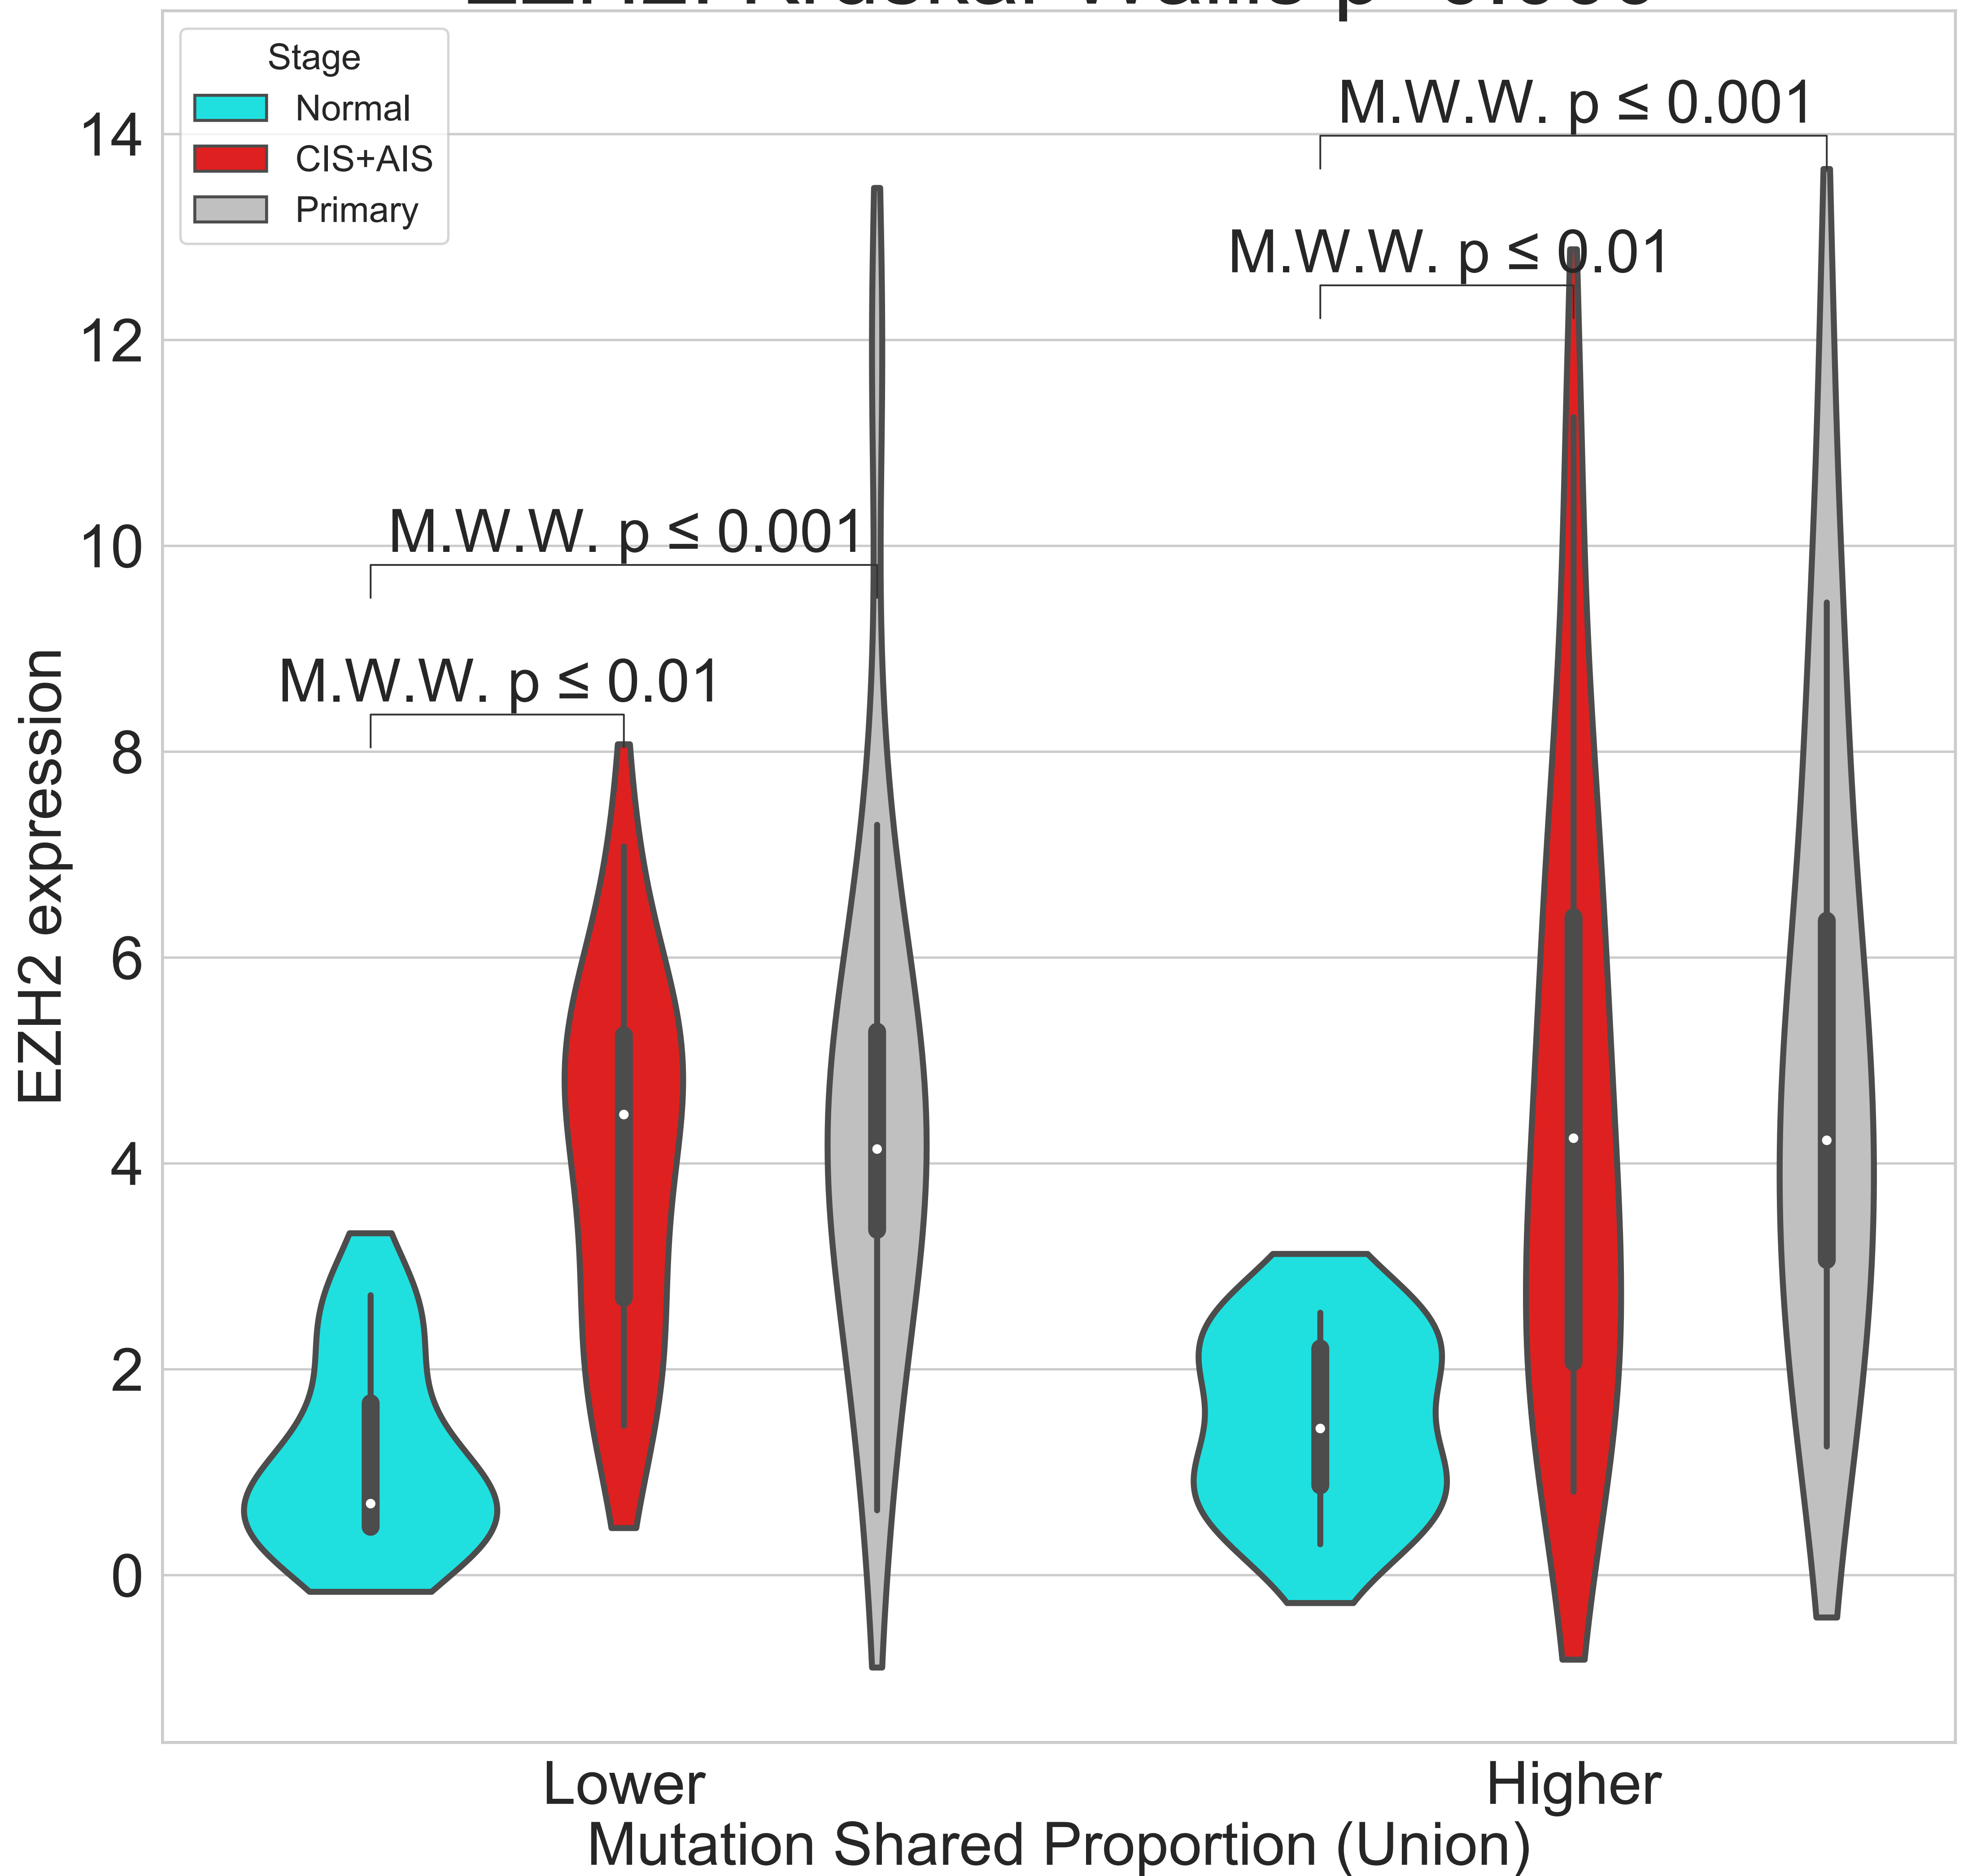 Stage
Normal
CIS+AIS
Primary
M.W.W. p ≤ 0.001
M.W.W. p ≤ 0.01
M.W.W. p ≤ 0.001
M.W.W. p ≤ 0.01
14
12
10
8
6
4
2
0
EZH2 expression
Lower
Higher
Mutation Shared Proportion (Union)